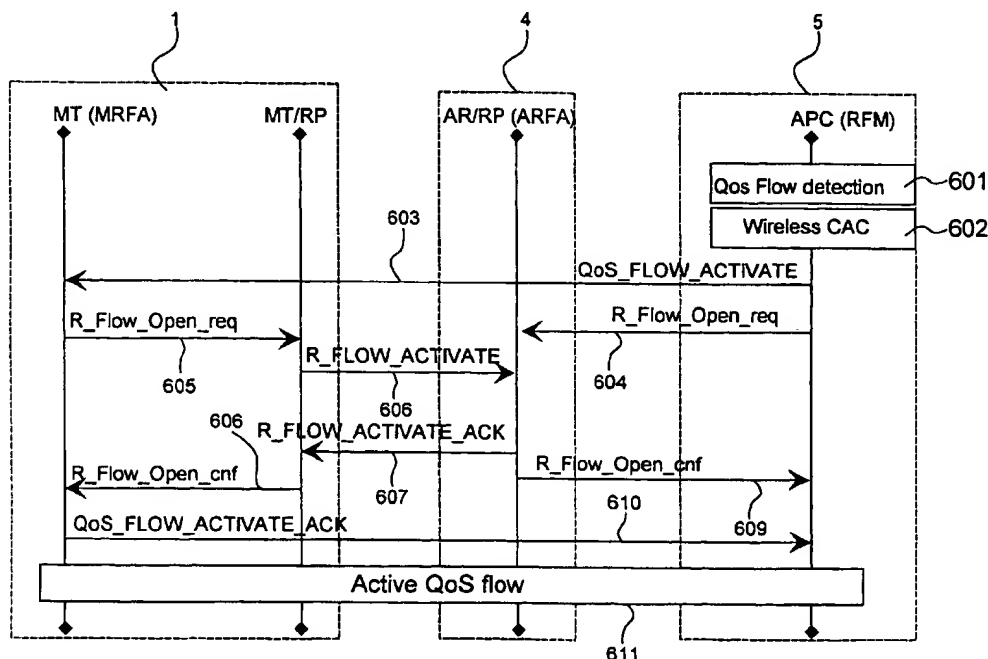 1
4
5
MT (MRFA)
MT/RP
AR/RP (ARFA)
APC (RFM)
Qos Flow detection
601
Wireless CAC
602
603
QoS_FLOW_ACTIVATE
R_Flow_Open_req
R_Flow_Open_req
605
R_FLOW_ACTIVATE
604
606
606
R_FLOW_ACTIVATE_ACK
R_Flow_Open_cnf
607
R_Flow_Open_cnf
609
610
QoS_FLOW_ACTIVATE_ACK
Active QoS flow
611